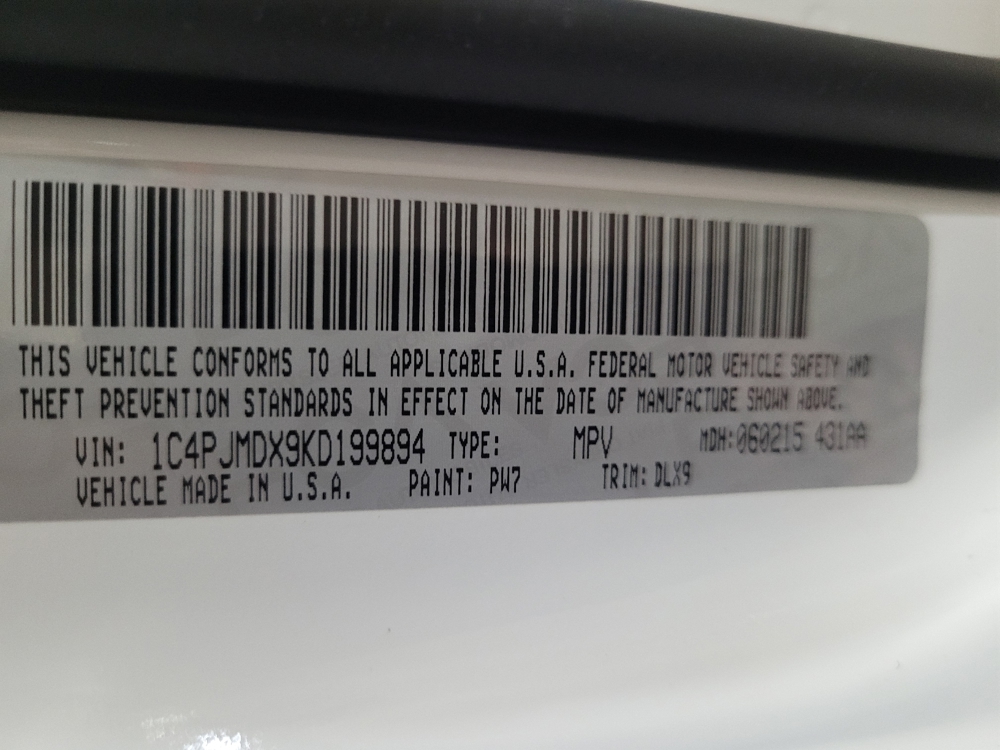 THIS VEHICLE CONFORMS TO ALL APPLICABLE U.S.A. FEDERAL MOTOR VEHICLE SAFETY AND
THEFT PREVENTION STANDARDS IN EFFECT ON THE DATE OF MANUFACTURE SHOWN ABOVE.
VIN: 1C4PJMDX9KD199894 TYPE: MPV MDH:060215 431AA
VEHICLE MADE IN U.S.A. PAINT: PW7 TRIM: DLX9